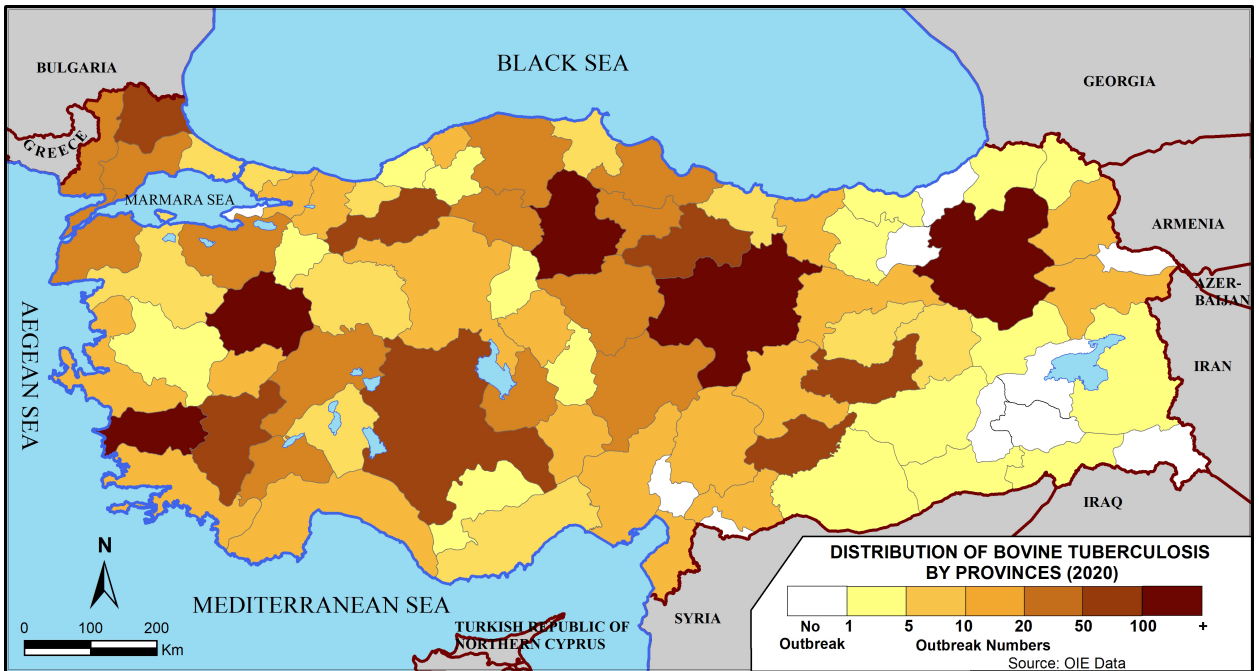 BULGARIA
BLACK SEA
GEORGIA
GREECE
MARMARA SEA
ARMENIA
AZER-
BAIJAN
AEGEAN SEA
IRAN
IRAQ
N
MEDITERRANEAN SEA
SYRIA
TURKISH REPUBLIC OF
NORTHERN CYPRUS
0 100 200
Km
DISTRIBUTION OF BOVINE TUBERCULOSIS
BY PROVINCES (2020)
No 1 5 10 20 50 100 +
Outbreak Outbreak Numbers
Source: OIE Data